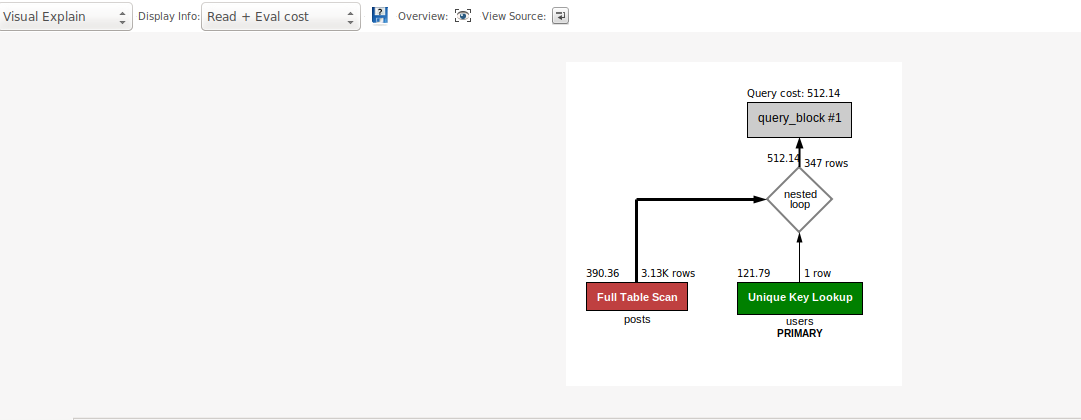 Visual Explain Display Info: Read + Eval cost Overview: View Source:
Query cost: 512.14
query_block #1
512.14 347 rows
nested
loop
390.36 3.13K rows 121.79 1 row
Full Table Scan Unique Key Lookup
posts users
PRIMARY